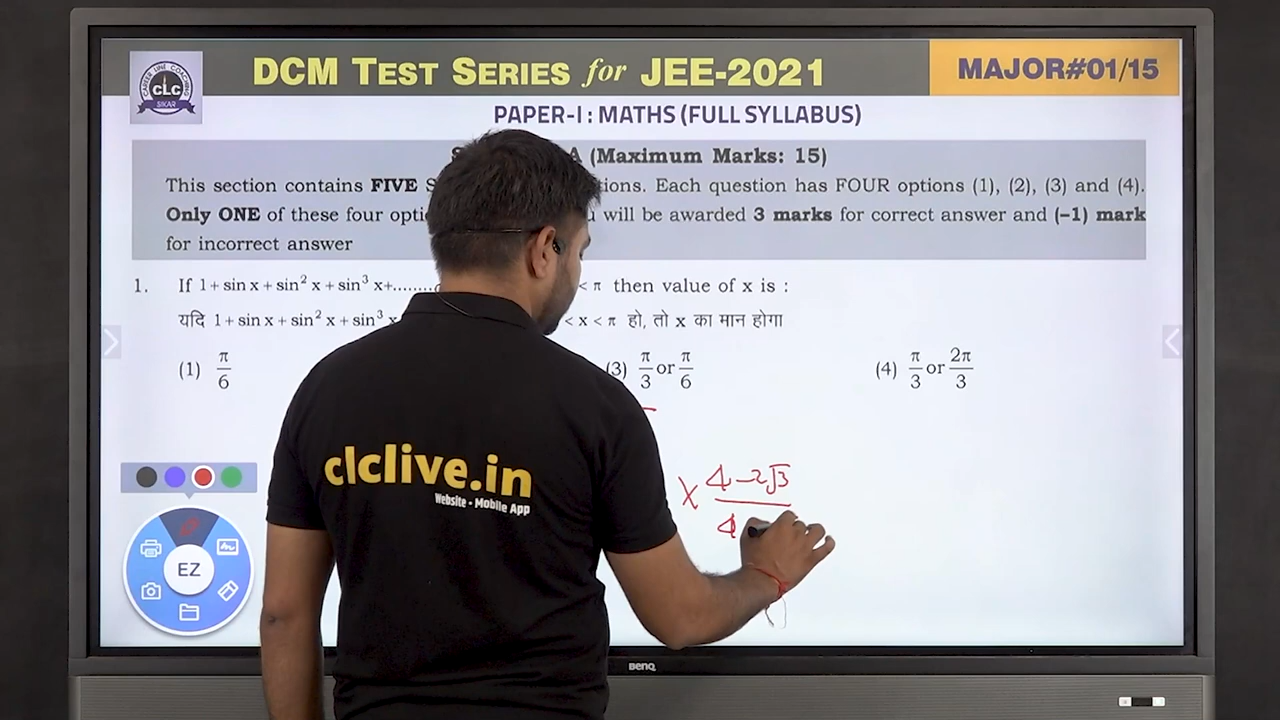 DCM TEST SERIES for JEE-2021
MAJOR#01/15
CAREER LINE COACHING
CLC
SIKAR
PAPER-I : MATHS (FULL SYLLABUS)
A (Maximum Marks: 15)
This section contains FIVE Each question has FOUR options (1), (2), (3) and (4).
Only ONE of these four will be awarded 3 marks for correct answer and (–1) mark
for incorrect answer
1. If 1 + sin x + sin² x + sin³ x+........ < π then value of x is :
यदि 1 + sin x + sin² x + sin³ x < x < π हो, तो x का मान होगा
(1) π/6 (3) π/3 or π/6 (4) π/3 or 2π/3
× 4 – 2√3
4
clclive.in
Website - Mobile App
EZ
BENQ